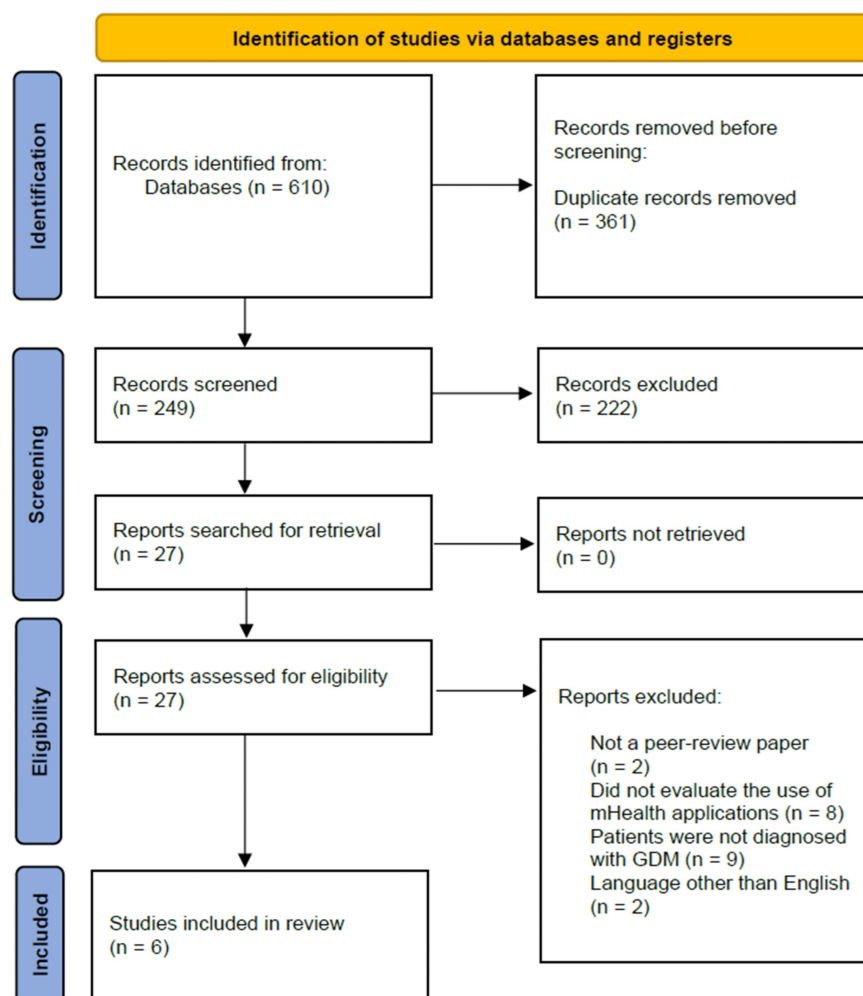 Identification of studies via databases and registers
Identification
Records identified from:
Databases (n = 610)
Records removed before
screening:
Duplicate records removed
(n = 361)
Screening
Records screened
(n = 249)
Records excluded
(n = 222)
Reports searched for retrieval
(n = 27)
Reports not retrieved
(n = 0)
Eligibility
Reports assessed for eligibility
(n = 27)
Reports excluded:
Not a peer-review paper
(n = 2)
Did not evaluate the use of
mHealth applications (n = 8)
Patients were not diagnosed
with GDM (n = 9)
Language other than English
(n = 2)
Included
Studies included in review
(n = 6)